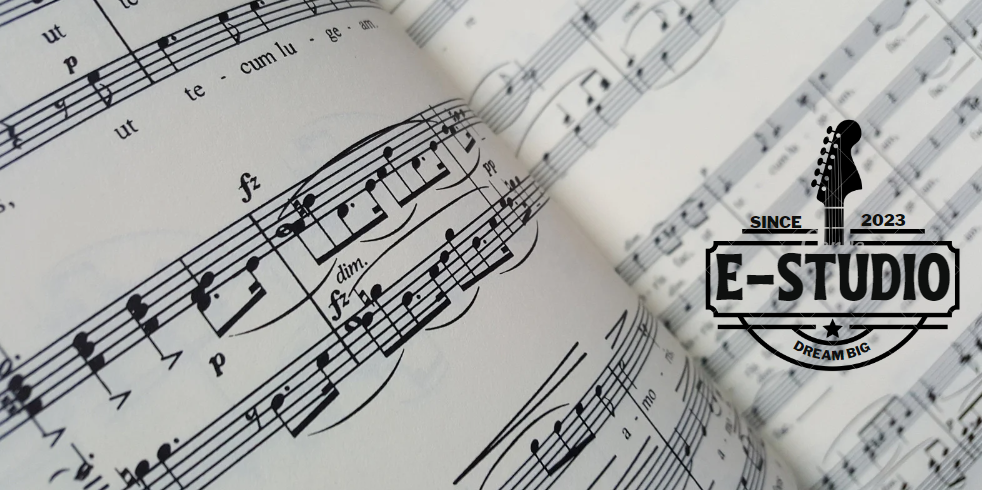 ut
te
p
te - cum lu - ge - am.
ut
fz
pp
dim.
fz
p
a - mo
a
SINCE 2023
E-STUDIO
DREAM BIG